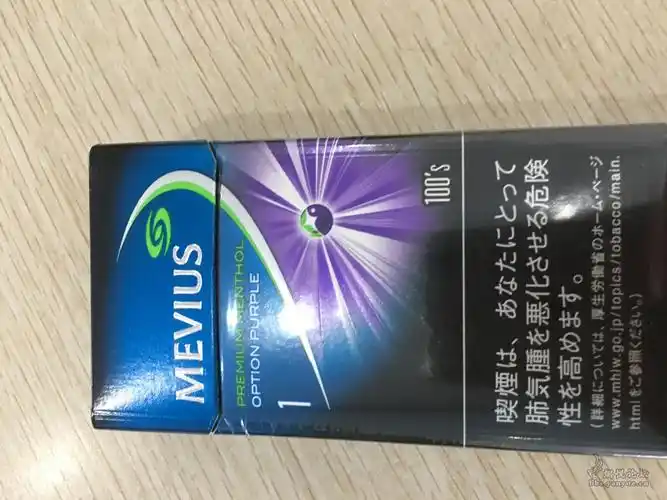 MEVIUS
PREMIUM MENTHOL
OPTION PURPLE
1
100's
喫煙は、あなたにとって
肺気腫を悪化させる危険
性を高めます。
(詳細については、厚生労働省のホーム・ページ
www.mhlw.go.jp/topics/tobacco/main.
htmlをご参照ください。)